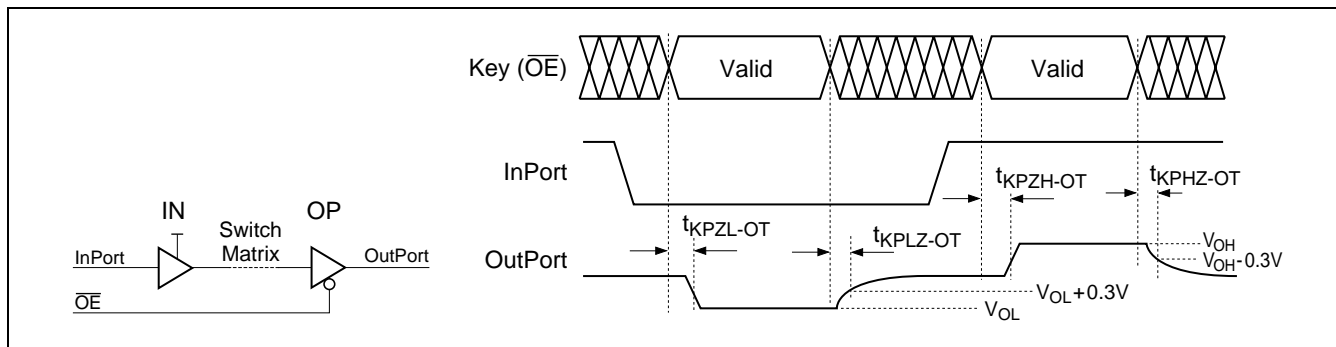 Key (OE)
Valid
Valid
InPort
tKPZH-OT
tKPHZ-OT
tKPZL-OT
tKPLZ-OT
OutPort
VOH
VOH-0.3V
VOL+0.3V
VOL
IN
OP
Switch
Matrix
InPort
OutPort
OE